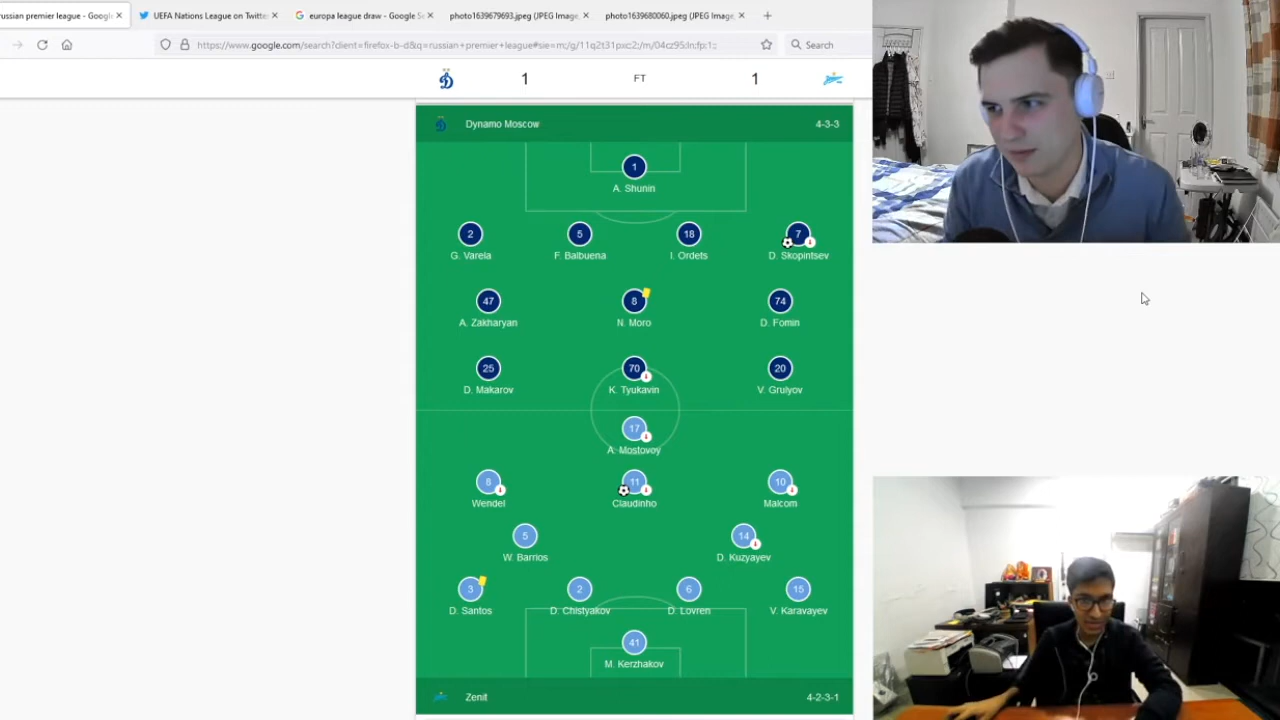 russian premier league - Googl
UEFA Nations League on Twitte
europa league draw - Google S
photo1639679693.jpeg (JPEG Image,
photo1639680060.jpeg (JPEG Image,
Search
1 FT 1
Dynamo Moscow 4-3-3
1
A. Shunin
2 5 18 7
G. Varela F. Balbuena I. Ordets D. Skopintsev
47 8 74
A. Zakharyan N. Moro D. Fomin
25 70 20
D. Makarov K. Tyukavin V. Grulyov
17
A. Mostovoy
8 11 10
Wendel Claudinho Malcom
5 14
W. Barrios D. Kuzyayev
3 2 6 15
D. Santos D. Chistyakov D. Lovren V. Karavayev
41
M. Kerzhakov
Zenit 4-2-3-1